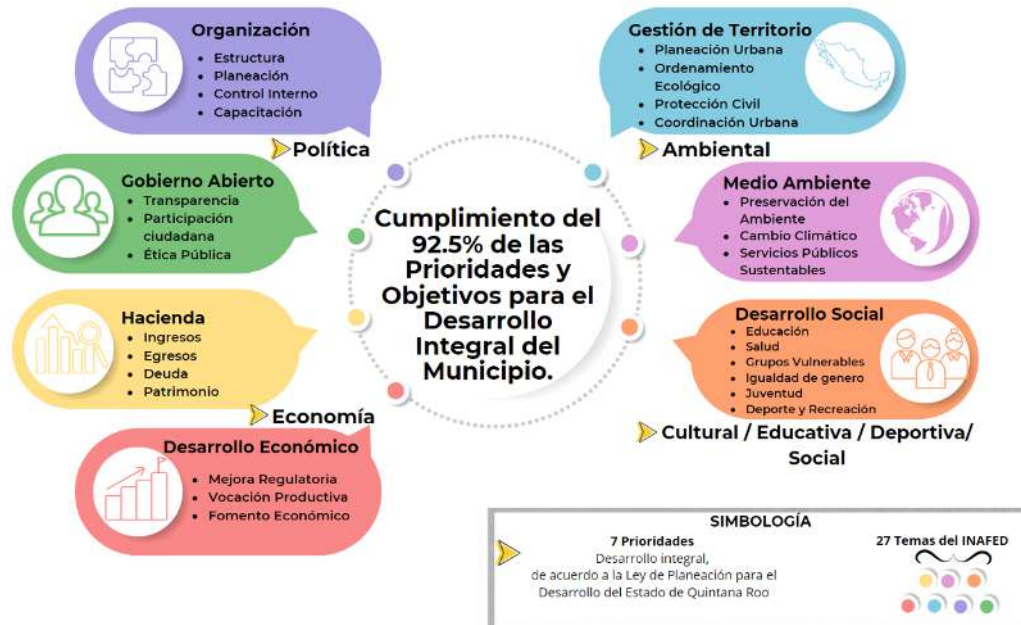 Organización
Estructura
Planeación
Control Interno
Capacitación
Política
Gobierno Abierto
Transparencia
Participación
ciudadana
Ética Pública
Hacienda
Ingresos
Egresos
Deuda
Patrimonio
Economía
Desarrollo Económico
Mejora Regulatoria
Vocación Productiva
Fomento Económico
Cumplimiento del
92.5% de las
Prioridades y
Objetivos para el
Desarrollo
Integral del
Municipio.
Gestión de Territorio
Planeación Urbana
Ordenamiento
Ecológico
Protección Civil
Coordinación Urbana
Ambiental
Medio Ambiente
Preservación del
Ambiente
Cambio Climático
Servicios Públicos
Sustentables
Desarrollo Social
Educación
Salud
Grupos Vulnerables
Igualdad de genero
Juventud
Deporte y Recreación
Cultural / Educativa / Deportiva/
Social
SIMBOLOGÍA
7 Prioridades
Desarrollo integral,
de acuerdo a la Ley de Planeación para el
Desarrollo del Estado de Quintana Roo
27 Temas del INAFED